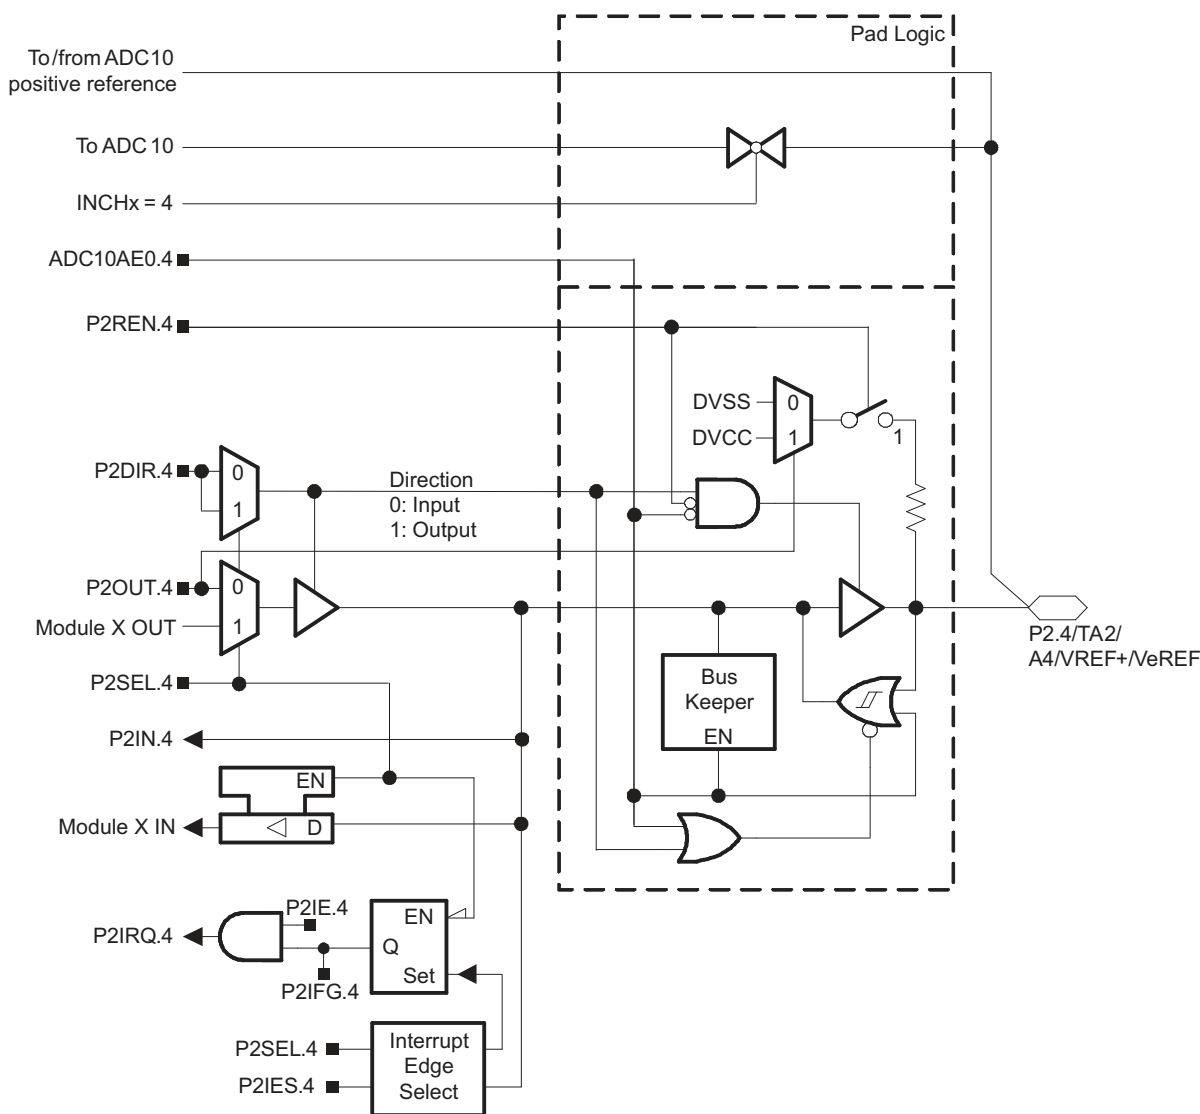 Pad Logic
To/from ADC10
positive reference
To ADC 10
INCHx = 4
ADC10AE0.4
P2REN.4
DVSS
0
DVCC
1
1
P2DIR.4
0
1
Direction
0: Input
1: Output
P2OUT.4
0
Module X OUT
1
P2.4/TA2/
A4/VREF+/VeREF
P2SEL.4
Bus
Keeper
EN
P2IN.4
EN
Module X IN
D
P2IE.4
EN
P2IRQ.4
Q
Set
P2IFG.4
P2SEL.4
Interrupt
Edge
Select
P2IES.4